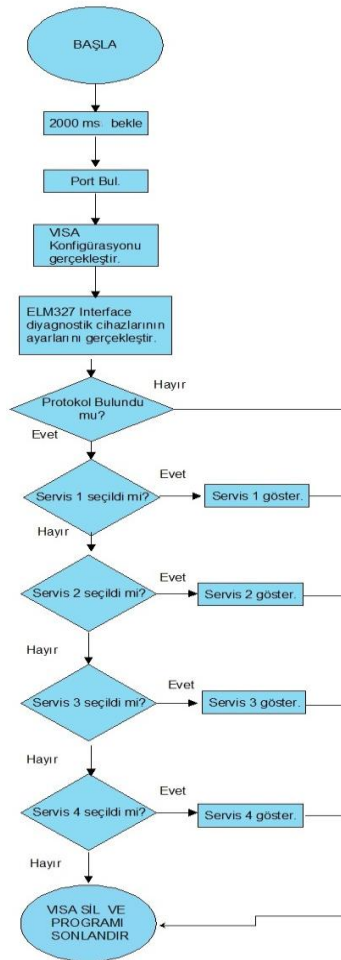 BAŞLA
2000 ms bekle
Port Bul.
VISA
Konfigürasyonu
gerçekleştir.
ELM327 Interface
diyagnostik cihazlarının
ayarlarını gerçekleştir.
Hayır
Protokol Bulundu
mu?
Evet
Evet
Servis 1 seçildi mi?
Servis 1 göster.
Hayır
Evet
Servis 2 seçildi mi?
Servis 2 göster.
Hayır
Evet
Servis 3 seçildi mi?
Servis 3 göster.
Hayır
Evet
Servis 4 seçildi mi?
Servis 4 göster.
Hayır
VISA SİL VE
PROGRAMI
SONLANDIR